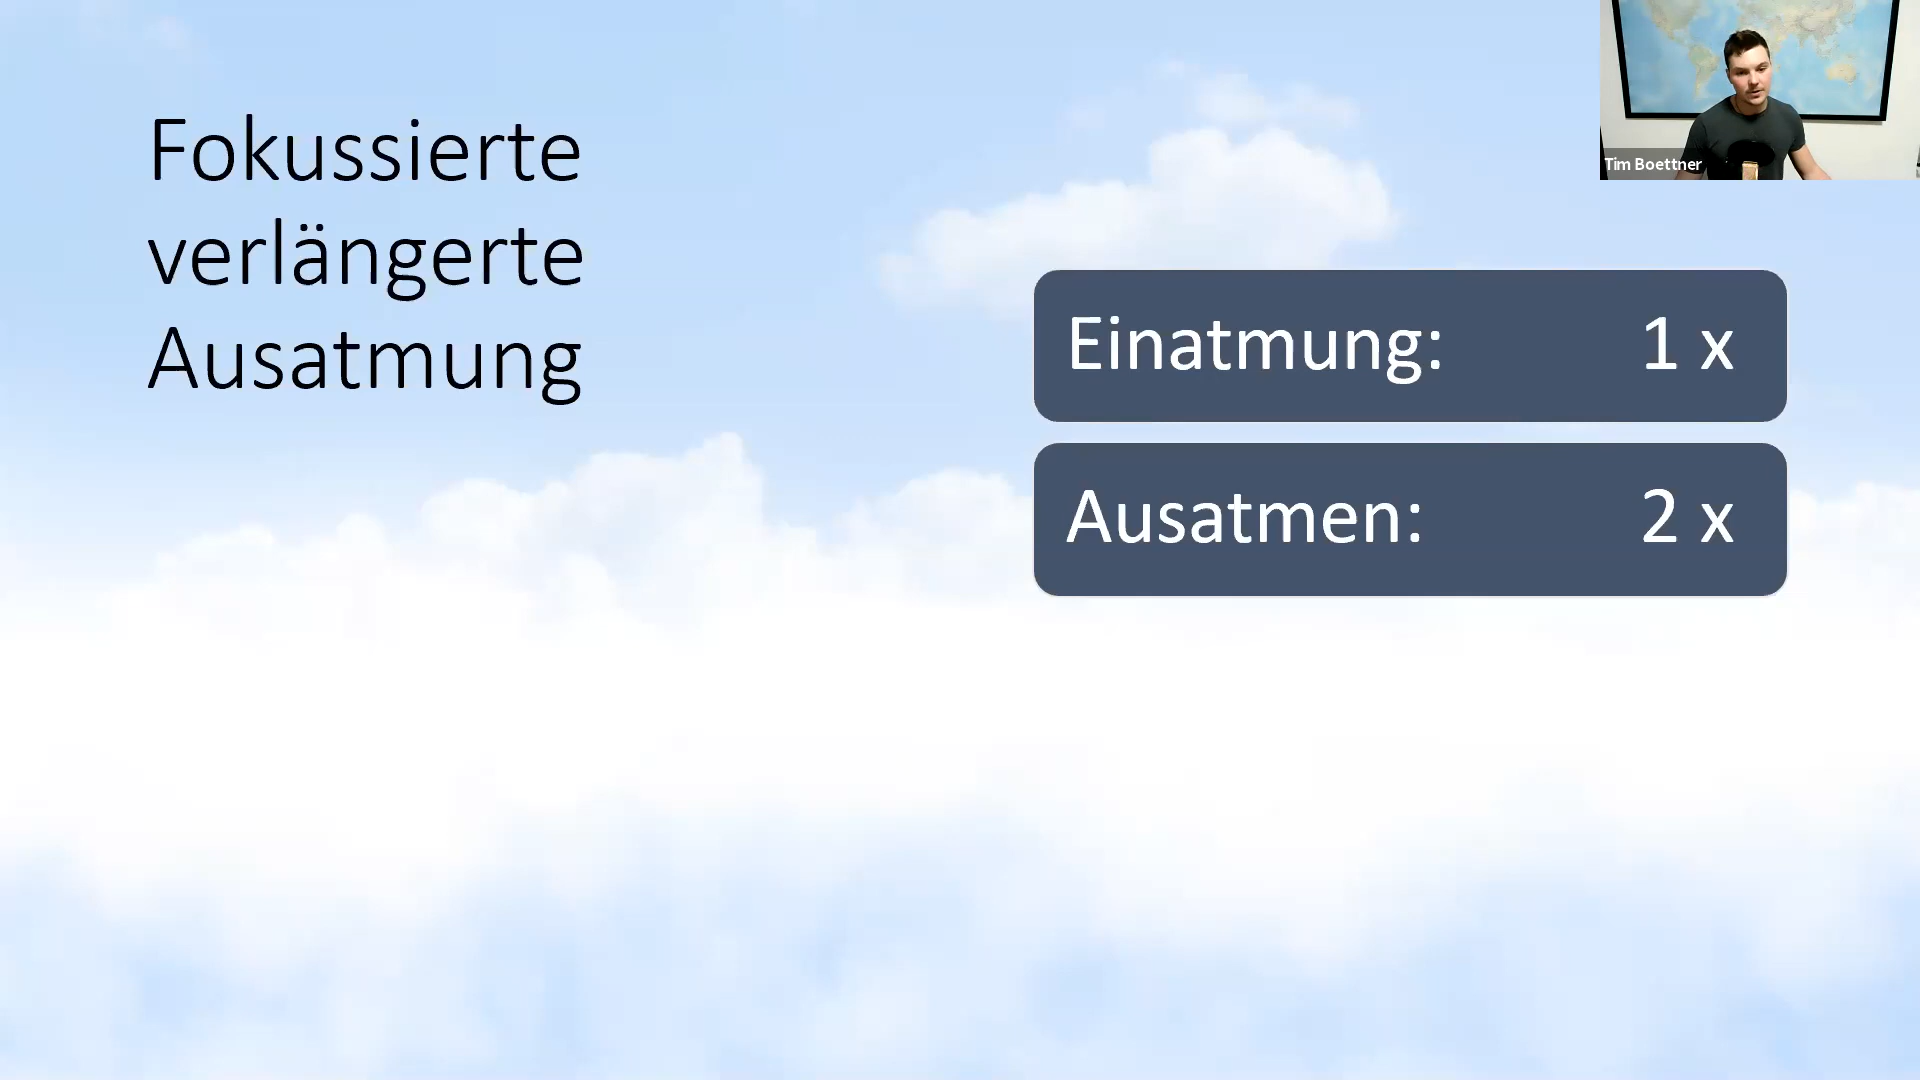 Fokussierte
verlängerte
Ausatmung
Tim Boettner
Einatmung: 1 x
Ausatmen: 2 x